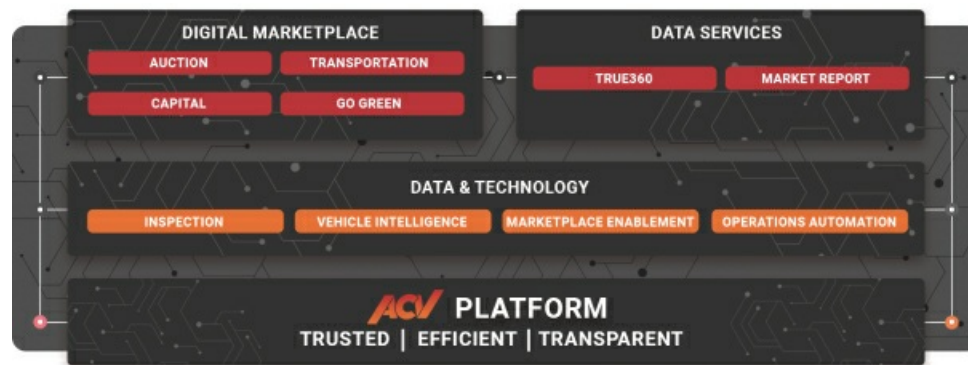 DIGITAL MARKETPLACE
AUCTION
TRANSPORTATION
CAPITAL
GO GREEN
DATA SERVICES
TRUE360
MARKET REPORT
DATA & TECHNOLOGY
INSPECTION
VEHICLE INTELLIGENCE
MARKETPLACE ENABLEMENT
OPERATIONS AUTOMATION
ACV PLATFORM
TRUSTED | EFFICIENT | TRANSPARENT